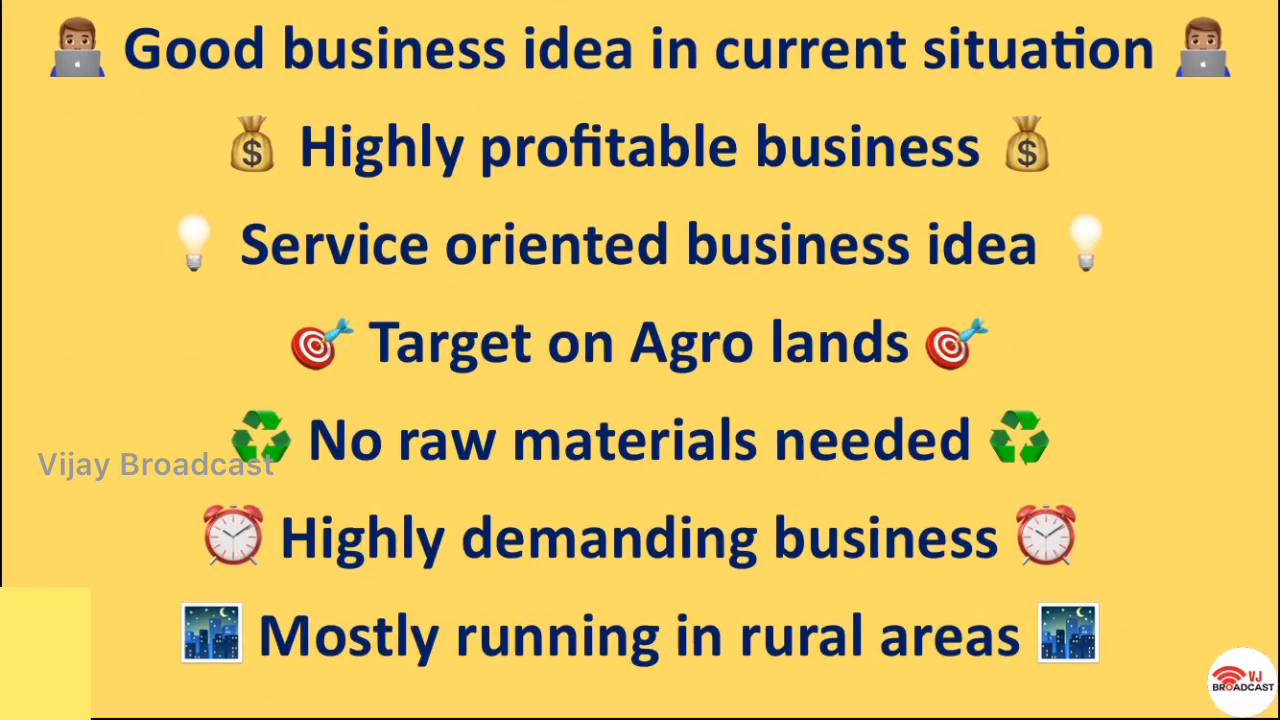 Good business idea in current situation
Highly profitable business
Service oriented business idea
Target on Agro lands
No raw materials needed
Vijay Broadcast
Highly demanding business
Mostly running in rural areas
VJ
BROADCAST